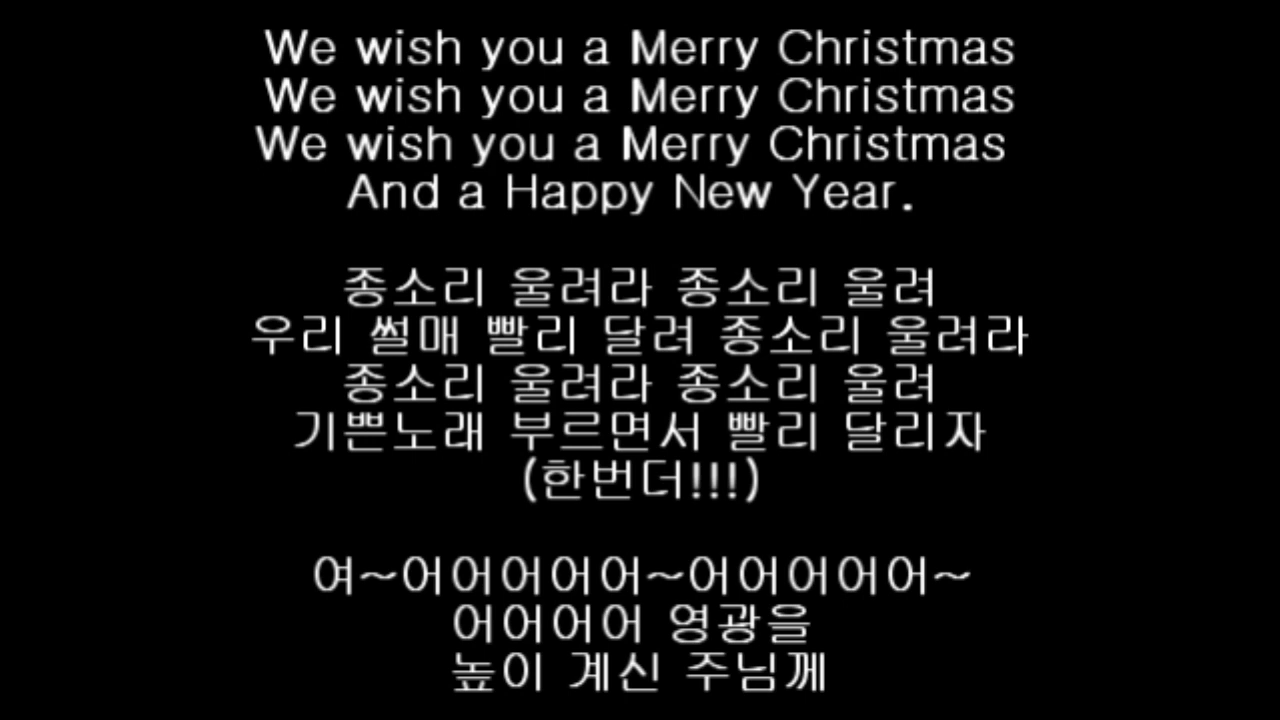 We wish you a Merry Christmas
We wish you a Merry Christmas
We wish you a Merry Christmas
And a Happy New Year.
종소리 울려라 종소리 울려
우리 썰매 빨리 달려 종소리 울려라
종소리 울려라 종소리 울려
기쁜노래 부르면서 빨리 달리자
(한번더!!!)
여~어어어어어~어어어어어~
어어어어 영광을
높이 계신 주님께